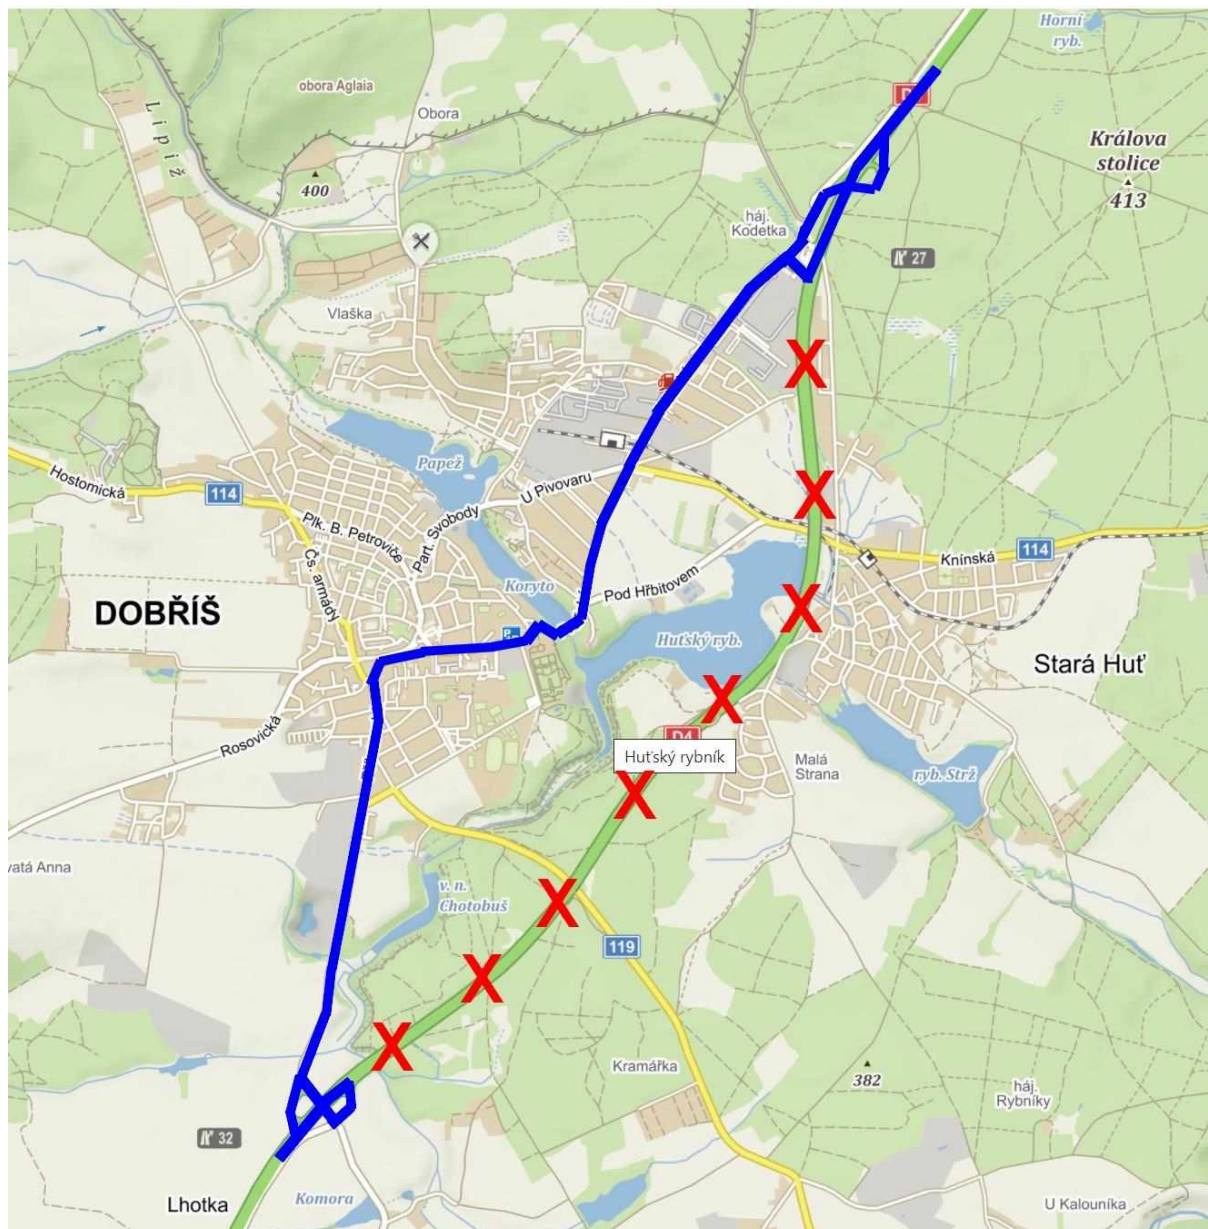 Horní
ryb.
obora Aglaia
Lipiž
Obora
D4
Králova
stolice
413
400
háj.
Kodetka
27
Vlaška
X
Papež
Hostomická
114
U Pivovaru
X
Plk. B. Petroviče
Part. Svobody
Čs. armády
Knínská
114
Koryto
Pod Hřbitovem
DOBŘÍŠ
X
P
Huťský ryb.
Stará Huť
X
Rosovická
D4
Huťský rybník
Malá
Strana
ryb. Strž
X
vatá Anna
v. n.
Chotobuš
X
119
X
X
Kramářka
382
háj.
Rybníky
32
Lhotka
Komora
U Kalouníka